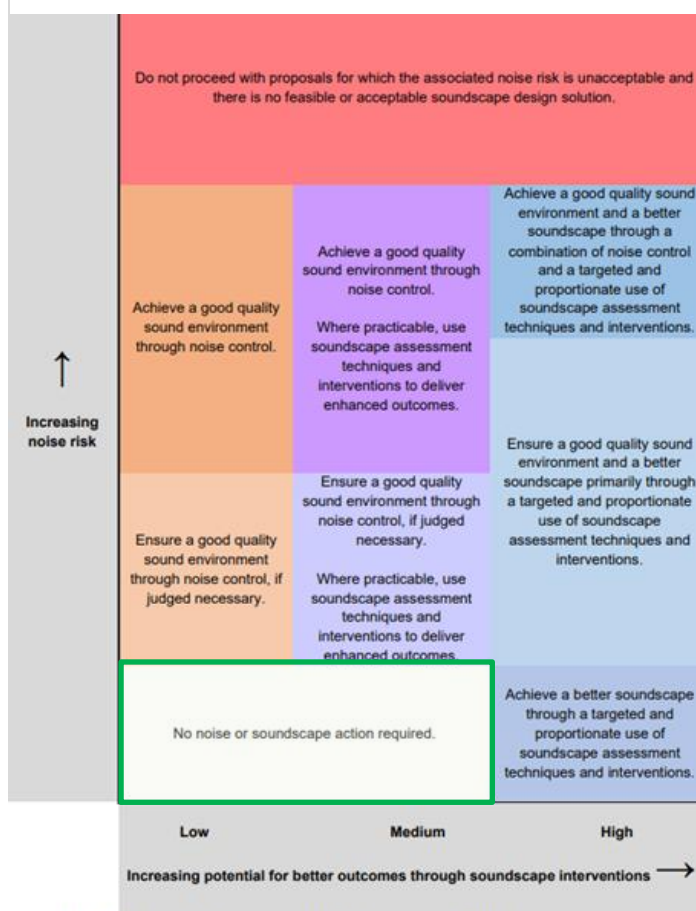 Do not proceed with proposals for which the associated noise risk is unacceptable and
there is no feasible or acceptable soundscape design solution.
Achieve a good quality
sound environment
through noise control.
Achieve a good quality
sound environment through
noise control.
Where practicable, use
soundscape assessment
techniques and
interventions to deliver
enhanced outcomes.
Achieve a good quality sound
environment and a better
soundscape through a
combination of noise control
and a targeted and
proportionate use of
soundscape assessment
techniques and interventions.
↑
Increasing
noise risk
Ensure a good quality
sound environment
through noise control, if
judged necessary.
Ensure a good quality
sound environment through
noise control, if judged
necessary.
Where practicable, use
soundscape assessment
techniques and
interventions to deliver
enhanced outcomes.
Ensure a good quality sound
environment and a better
soundscape primarily through
a targeted and proportionate
use of soundscape
assessment techniques and
interventions.
No noise or soundscape action required.
Achieve a better soundscape
through a targeted and
proportionate use of
soundscape assessment
techniques and interventions.
Low Medium High
Increasing potential for better outcomes through soundscape interventions →